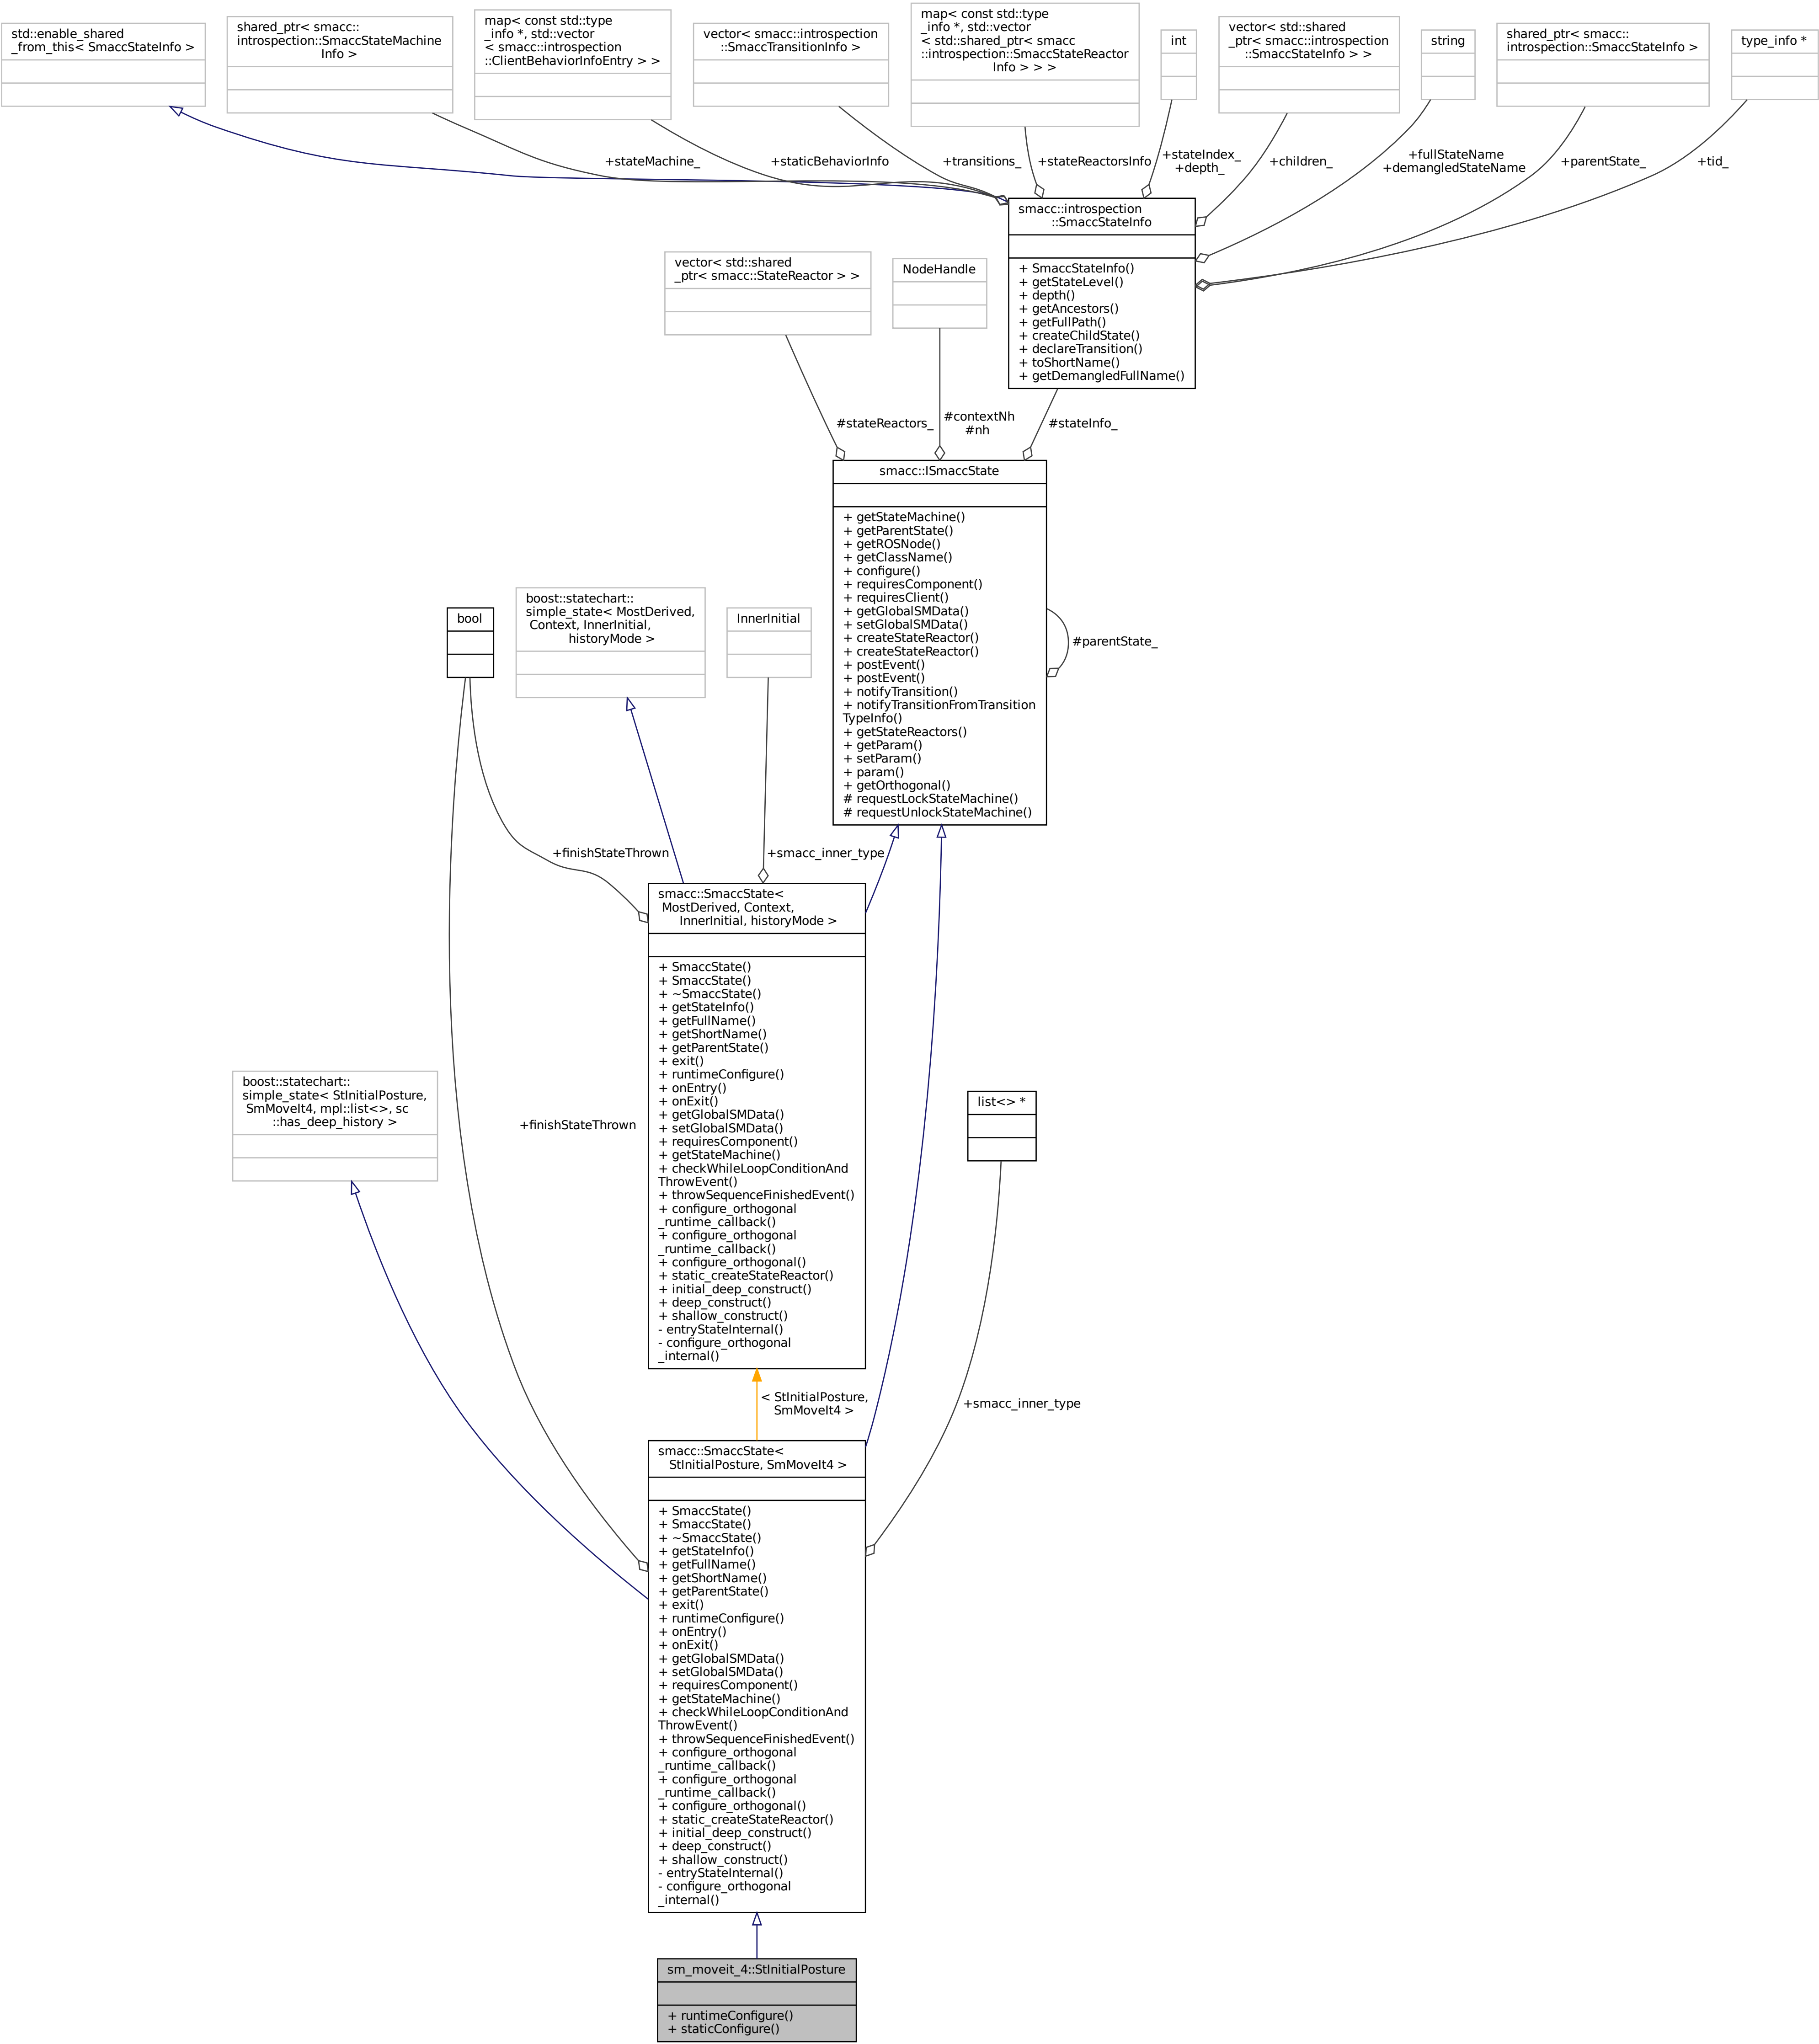 std::enable_shared
_from_this< SmaccStateInfo >
shared_ptr< smacc::
introspection::SmaccStateMachine
Info >
map< const std::type
_info *, std::vector
< smacc::introspection
::ClientBehaviorInfoEntry > >
vector< smacc::introspection
::SmaccTransitionInfo >
map< const std::type
_info *, std::vector
< std::shared_ptr< smacc
::introspection::SmaccStateReactor
Info > > >
int
vector< std::shared
_ptr< smacc::introspection
::SmaccStateInfo > >
string
shared_ptr< smacc::
introspection::SmaccStateInfo >
type_info *
+stateMachine_
+staticBehaviorInfo
+transitions_
+stateReactorsInfo
+stateIndex_
+depth_
+children_
+fullStateName
+demangledStateName
+parentState_
+tid_
smacc::introspection
::SmaccStateInfo
+ SmaccStateInfo()
+ getStateLevel()
+ depth()
+ getAncestors()
+ getFullPath()
+ createChildState()
+ declareTransition()
+ toShortName()
+ getDemangledFullName()
vector< std::shared
_ptr< smacc::StateReactor > >
NodeHandle
#stateReactors_
#contextNh
#nh
#stateInfo_
smacc::ISmaccState
+ getStateMachine()
+ getParentState()
+ getROSNode()
+ getClassName()
+ configure()
+ requiresComponent()
+ requiresClient()
+ getGlobalSMData()
+ setGlobalSMData()
+ createStateReactor()
+ createStateReactor()
+ postEvent()
+ postEvent()
+ notifyTransition()
+ notifyTransitionFromTransition
TypeInfo()
+ getStateReactors()
+ getParam()
+ setParam()
+ param()
+ getOrthogonal()
# requestLockStateMachine()
# requestUnlockStateMachine()
#parentState_
bool
boost::statechart::
simple_state< MostDerived,
Context, InnerInitial,
historyMode >
InnerInitial
+finishStateThrown
+smacc_inner_type
smacc::SmaccState<
MostDerived, Context,
InnerInitial, historyMode >
+ SmaccState()
+ SmaccState()
+ ~SmaccState()
+ getStateInfo()
+ getFullName()
+ getShortName()
+ getParentState()
+ exit()
+ runtimeConfigure()
+ onEntry()
+ onExit()
+ getGlobalSMData()
+ setGlobalSMData()
+ requiresComponent()
+ getStateMachine()
+ checkWhileLoopConditionAnd
ThrowEvent()
+ throwSequenceFinishedEvent()
+ configure_orthogonal
_runtime_callback()
+ configure_orthogonal
_runtime_callback()
+ configure_orthogonal()
+ static_createStateReactor()
+ initial_deep_construct()
+ deep_construct()
+ shallow_construct()
- entryStateInternal()
- configure_orthogonal
_internal()
boost::statechart::
simple_state< StInitialPosture,
SmMoveIt4, mpl::list<>, sc
::has_deep_history >
+finishStateThrown
list<> *
< StInitialPosture,
SmMoveIt4 >
+smacc_inner_type
smacc::SmaccState<
StInitialPosture, SmMoveIt4 >
+ SmaccState()
+ SmaccState()
+ ~SmaccState()
+ getStateInfo()
+ getFullName()
+ getShortName()
+ getParentState()
+ exit()
+ runtimeConfigure()
+ onEntry()
+ onExit()
+ getGlobalSMData()
+ setGlobalSMData()
+ requiresComponent()
+ getStateMachine()
+ checkWhileLoopConditionAnd
ThrowEvent()
+ throwSequenceFinishedEvent()
+ configure_orthogonal
_runtime_callback()
+ configure_orthogonal
_runtime_callback()
+ configure_orthogonal()
+ static_createStateReactor()
+ initial_deep_construct()
+ deep_construct()
+ shallow_construct()
- entryStateInternal()
- configure_orthogonal
_internal()
sm_moveit_4::StInitialPosture
+ runtimeConfigure()
+ staticConfigure()